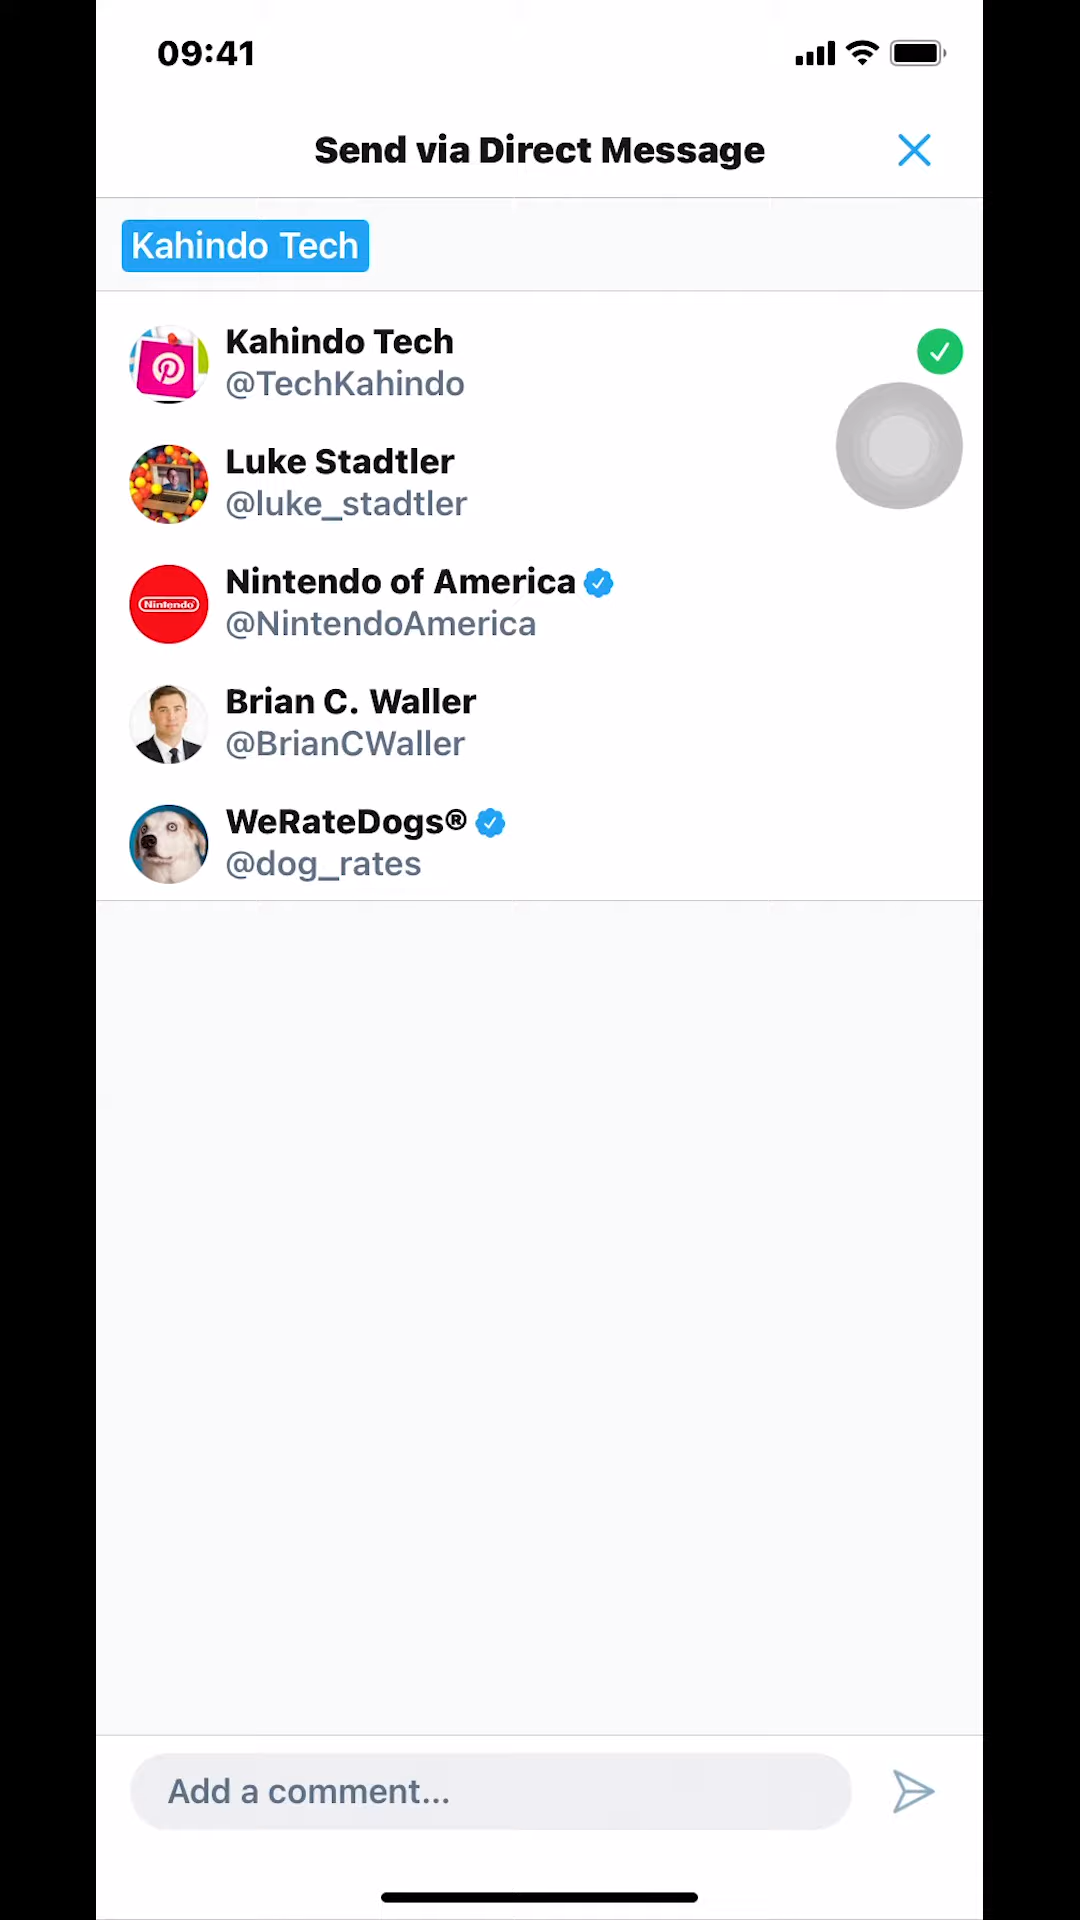 09:41
Send via Direct Message
Kahindo Tech
Kahindo Tech
@TechKahindo
Luke Stadtler
@luke_stadtler
Nintendo of America
Nintendo
@NintendoAmerica
Brian C. Waller
@BrianCWaller
WeRateDogs®
@dog_rates
Add a comment...